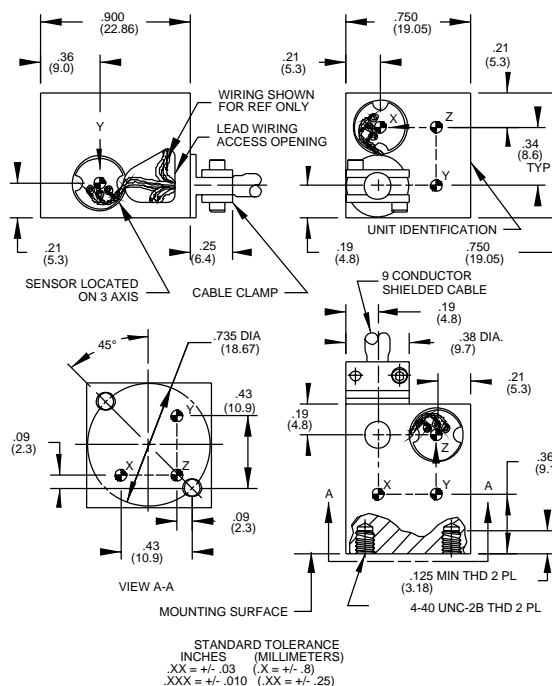 .900
(22.86)
.36
(9.0)
Y
WIRING SHOWN
FOR REF ONLY
LEAD WIRING
ACCESS OPENING
.21
(5.3)
.25
(6.4)
SENSOR LOCATED
ON 3 AXIS
CABLE CLAMP
.750
(19.05)
.21
(5.3)
.21
(5.3)
X
Z
.34
(8.6)
TYP
Y
UNIT IDENTIFICATION
.19
(4.8)
.750
(19.05)
9 CONDUCTOR
SHIELDED CABLE
.19
(4.8)
.38 DIA.
(9.7)
.21
(5.3)
.19
(4.8)
Z
X
Y
A
A
.36
.125 MIN THD 2 PL
(3.18)
4-40 UNC-2B THD 2 PL
MOUNTING SURFACE
45°
.735 DIA
(18.67)
.43
(10.9)
Y
.09
(2.3)
X
Z
.09
(2.3)
.43
(10.9)
VIEW A-A
STANDARD TOLERANCE
INCHES (MILLIMETERS)
.XX = +/- .03 (.X = +/- .8)
.XXX = +/- .010 (.XX = +/- .25)